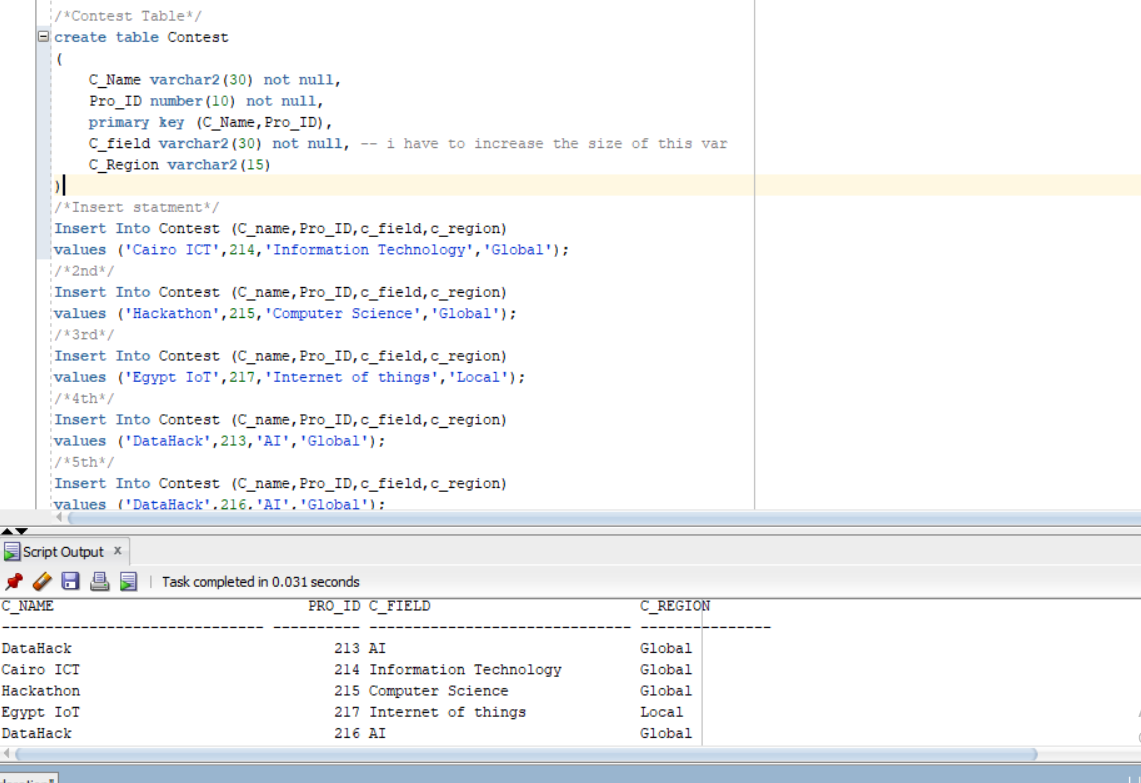 /*Contest Table*/
create table Contest
(
C_Name varchar2(30) not null,
Pro_ID number(10) not null,
primary key (C_Name,Pro_ID),
C_field varchar2(30) not null, -- i have to increase the size of this var
C_Region varchar2(15)
)
/*Insert statment*/
Insert Into Contest (C_name,Pro_ID,c_field,c_region)
values ('Cairo ICT',214,'Information Technology','Global');
/*2nd*/
Insert Into Contest (C_name,Pro_ID,c_field,c_region)
values ('Hackathon',215,'Computer Science','Global');
/*3rd*/
Insert Into Contest (C_name,Pro_ID,c_field,c_region)
values ('Egypt IoT',217,'Internet of things','Local');
/*4th*/
Insert Into Contest (C_name,Pro_ID,c_field,c_region)
values ('DataHack',213,'AI','Global');
/*5th*/
Insert Into Contest (C_name,Pro_ID,c_field,c_region)
values ('DataHack',216,'AI','Global');
Script Output x
Task completed in 0.031 seconds
C_NAME PRO_ID C_FIELD C_REGION
------------------------------ ---------- ------------------------------ ---------------
DataHack 213 AI Global
Cairo ICT 214 Information Technology Global
Hackathon 215 Computer Science Global
Egypt IoT 217 Internet of things Local
DataHack 216 AI Global